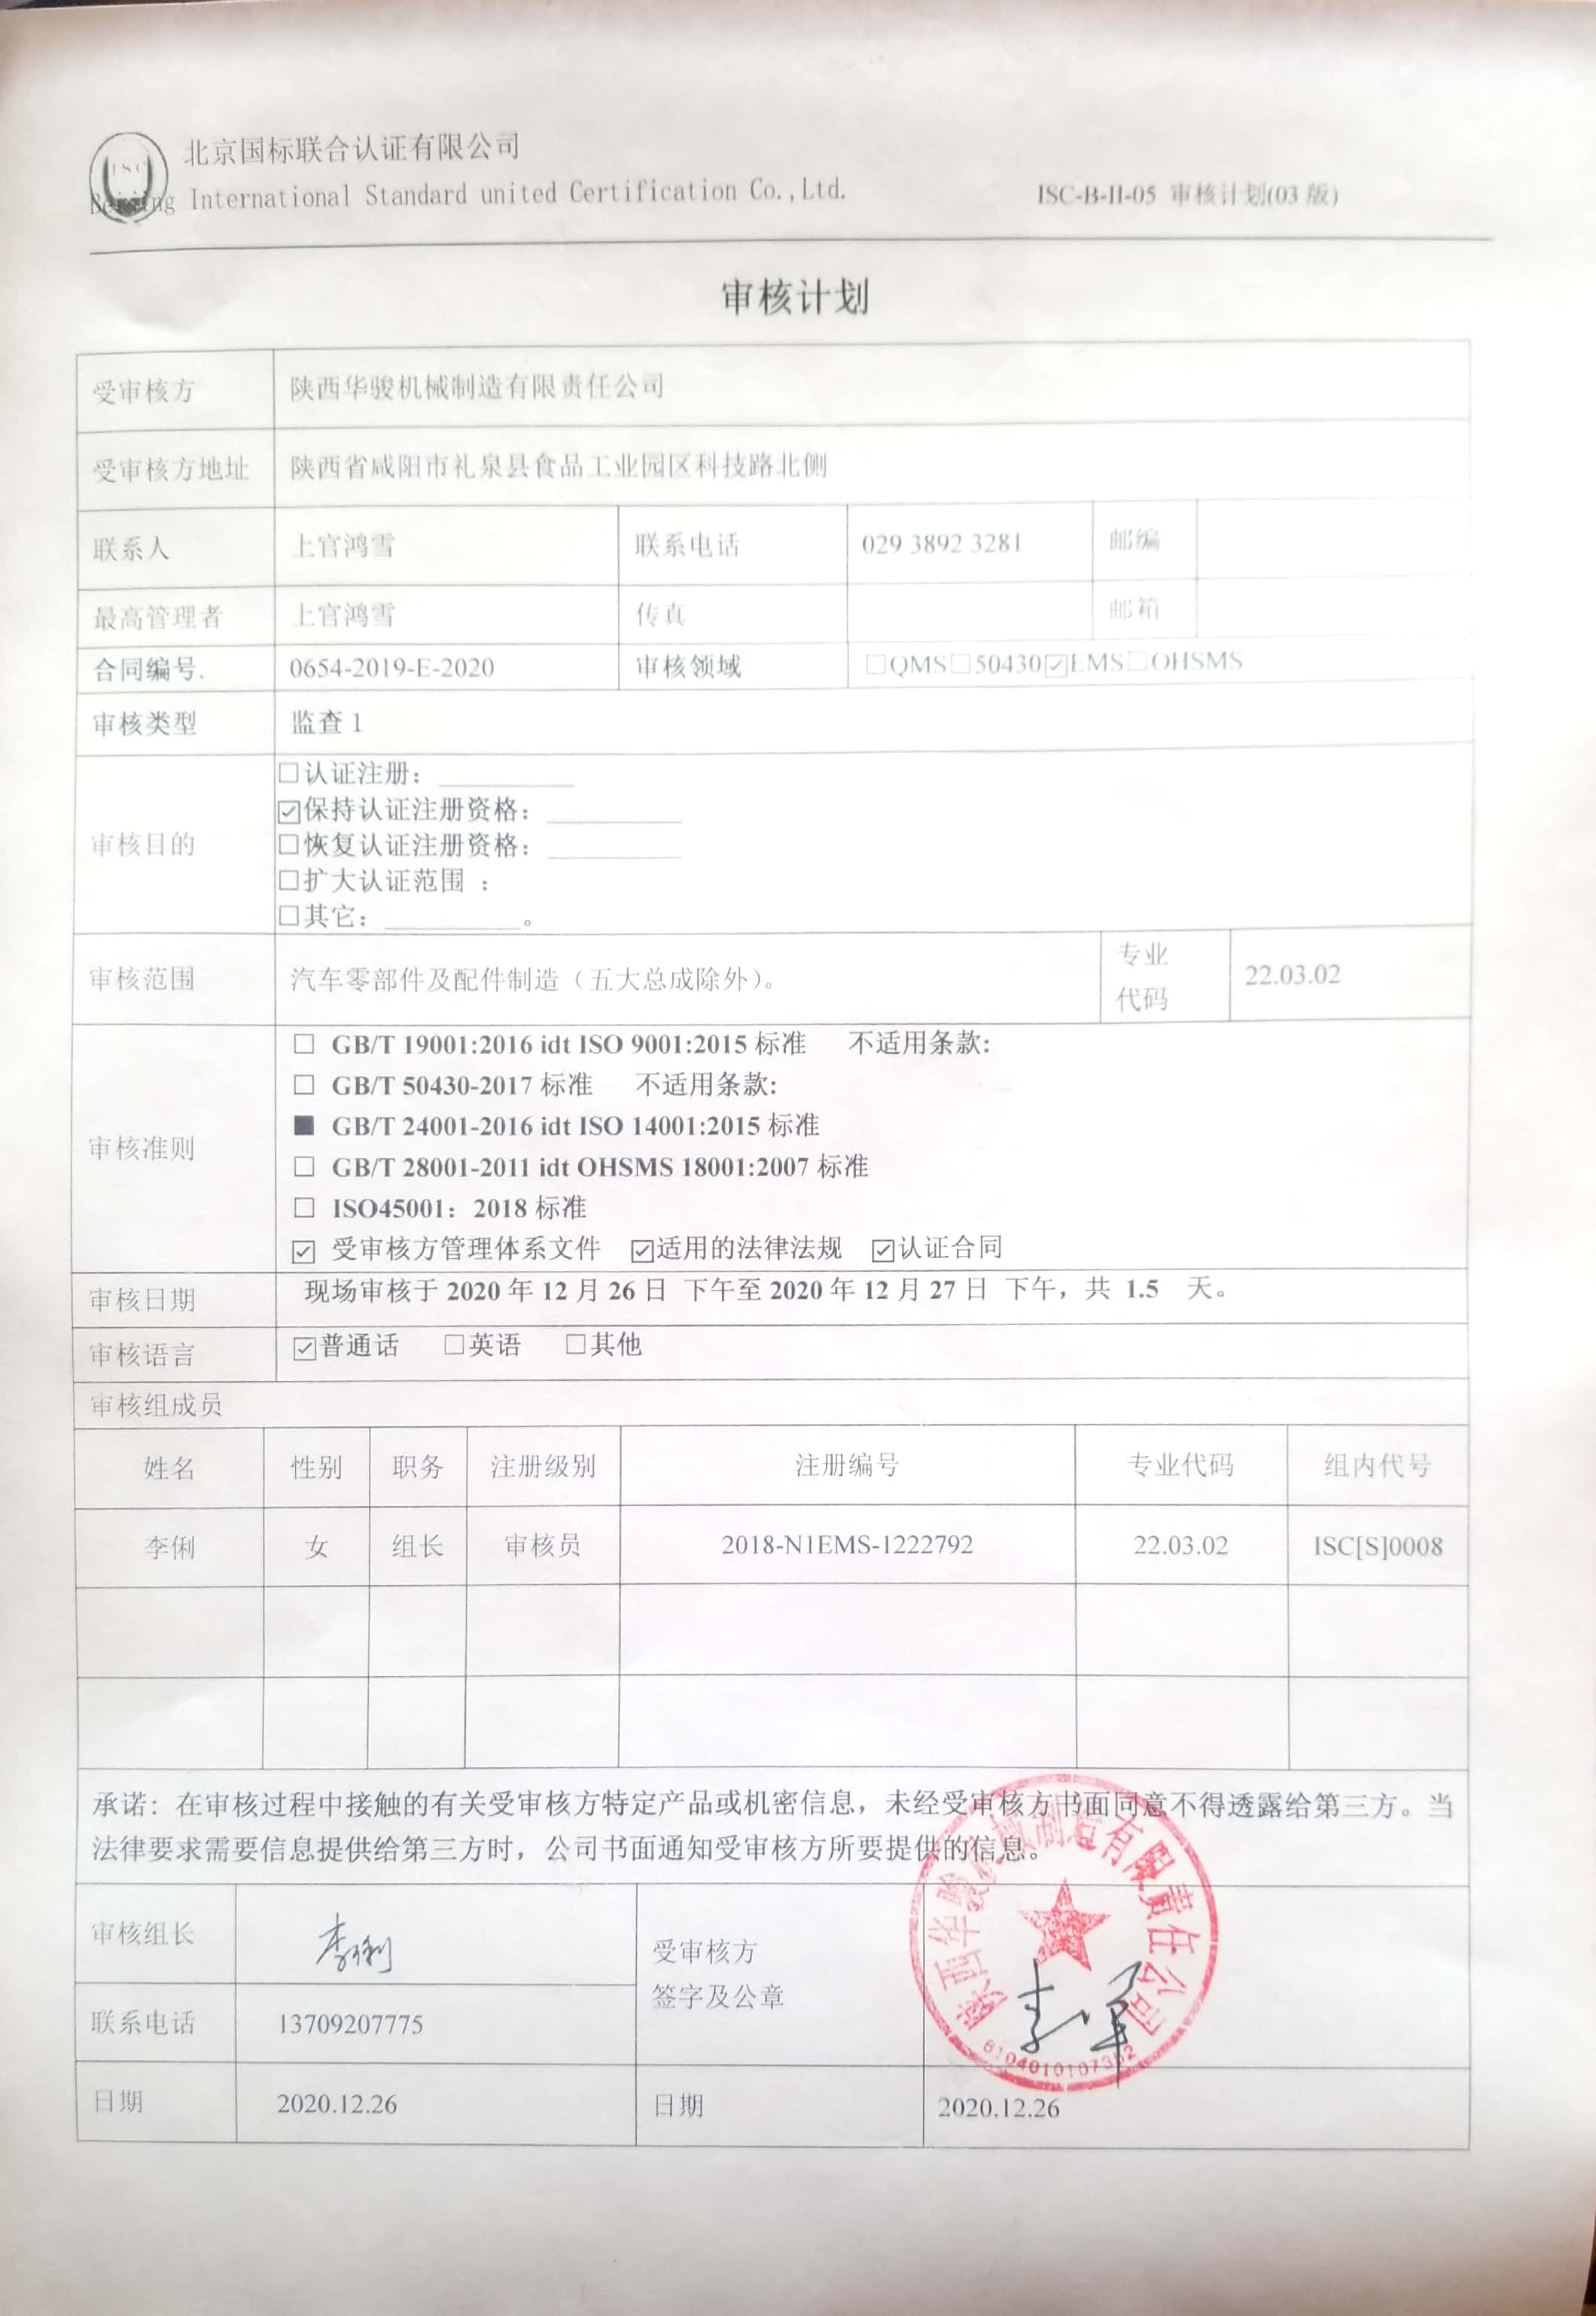 ISC
北京国标联合认证有限公司
Beijing International Standard united Certification Co.,Ltd.
ISC-B-II-05 审核计划(03 版)
审核计划
受审核方 陕西华骏机械制造有限责任公司
受审核方地址 陕西省咸阳市礼泉县食品工业园区科技路北侧
联系人 上官鸿雪 联系电话 029 3892 3281 邮编
最高管理者 上官鸿雪 传真 邮箱
合同编号. 0654-2019-E-2020 审核领域 □QMS□50430☑EMS□OHSMS
审核类型 监查 1
审核目的
□认证注册：
☑保持认证注册资格：
□恢复认证注册资格：
□扩大认证范围 ：
□其它： 。
审核范围 汽车零部件及配件制造（五大总成除外）。 专业代码 22.03.02
审核准则
□ GB/T 19001:2016 idt ISO 9001:2015 标准 不适用条款:
□ GB/T 50430-2017 标准 不适用条款:
■ GB/T 24001-2016 idt ISO 14001:2015 标准
□ GB/T 28001-2011 idt OHSMS 18001:2007 标准
□ ISO45001：2018 标准
☑ 受审核方管理体系文件 ☑适用的法律法规 ☑认证合同
审核日期 现场审核于 2020 年 12 月 26 日 下午至 2020 年 12 月 27 日 下午，共 1.5 天。
审核语言 ☑普通话 □英语 □其他
审核组成员
姓名 性别 职务 注册级别 注册编号 专业代码 组内代号
李俐 女 组长 审核员 2018-N1EMS-1222792 22.03.02 ISC[S]0008
承诺：在审核过程中接触的有关受审核方特定产品或机密信息，未经受审核方书面同意不得透露给第三方。当
法律要求需要信息提供给第三方时，公司书面通知受审核方所要提供的信息。
审核组长 李俐
受审核方
签字及公章
陕西华骏机械制造有限责任公司
6104010107352
李军
联系电话 13709207775
日期 2020.12.26 日期 2020.12.26